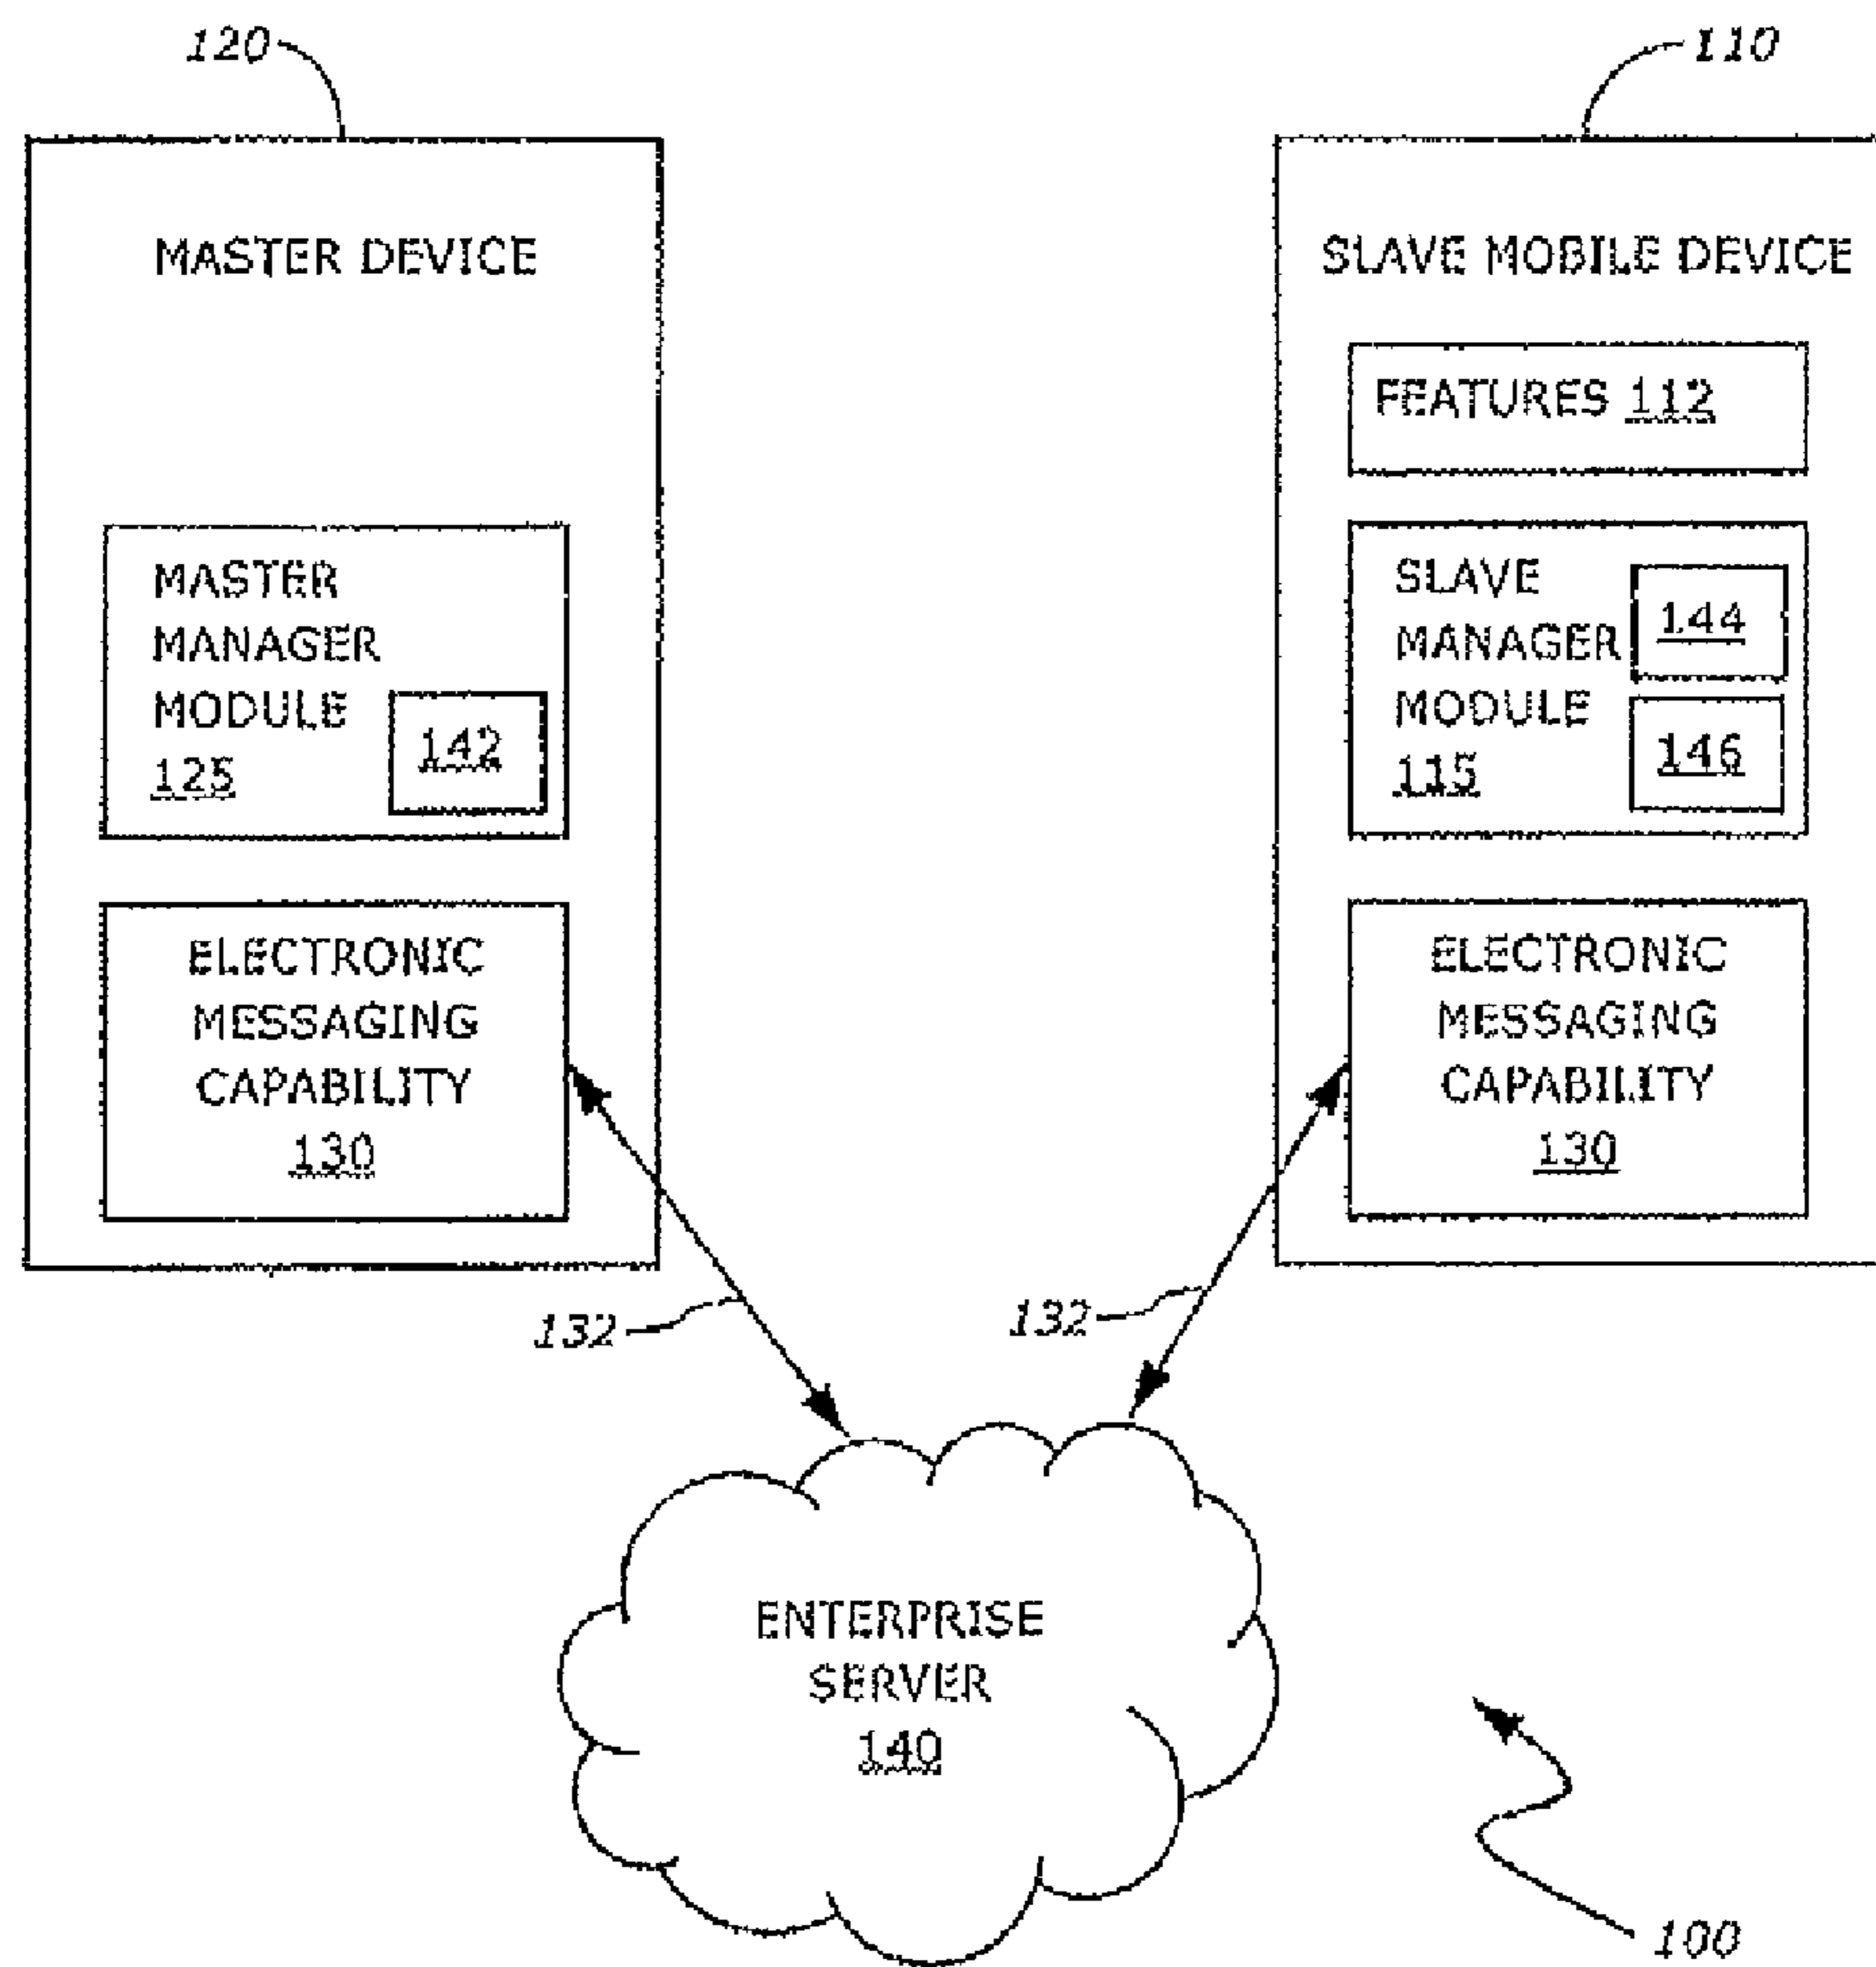 120
110
MASTER DEVICE
SLAVE MOBILE DEVICE
FEATURES 112
MASTER
MANAGER
MODULE
125
142
SLAVE
MANAGER
MODULE
115
144
146
ELECTRONIC
MESSAGING
CAPABILITY
130
ELECTRONIC
MESSAGING
CAPABILITY
130
132
132
ENTERPRISE
SERVER
140
100